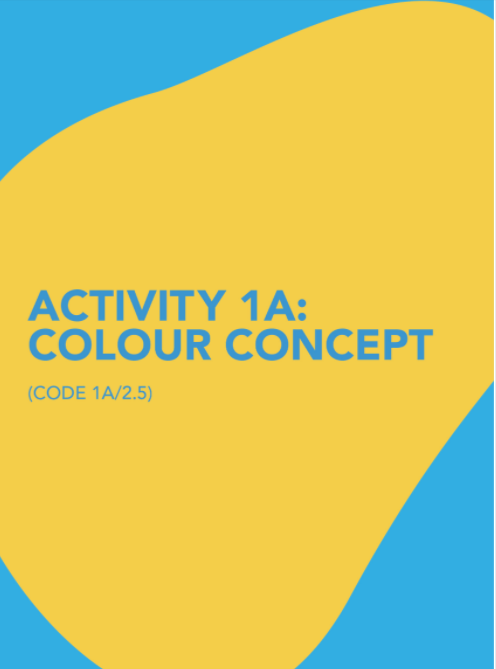 ACTIVITY 1A:
COLOUR CONCEPT
(CODE 1A/2.5)